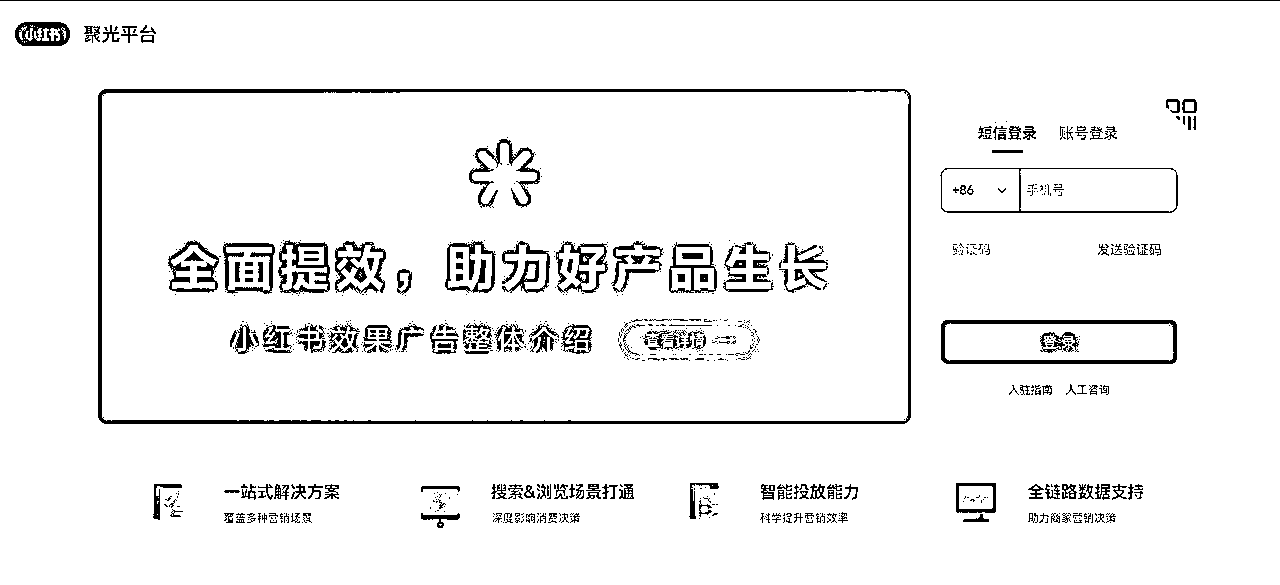 小红书 聚光平台
短信登录 账号登录
+86 手机号
验证码 发送验证码
全面提效，助力好产品生长
小红书效果广告整体介绍 查看详情
登录
入驻指南 人工咨询
一站式解决方案 搜索&浏览场景打通 智能投放能力 全链路数据支持
覆盖多种营销场景 深度影响消费决策 科学提升营销效率 助力商家营销决策